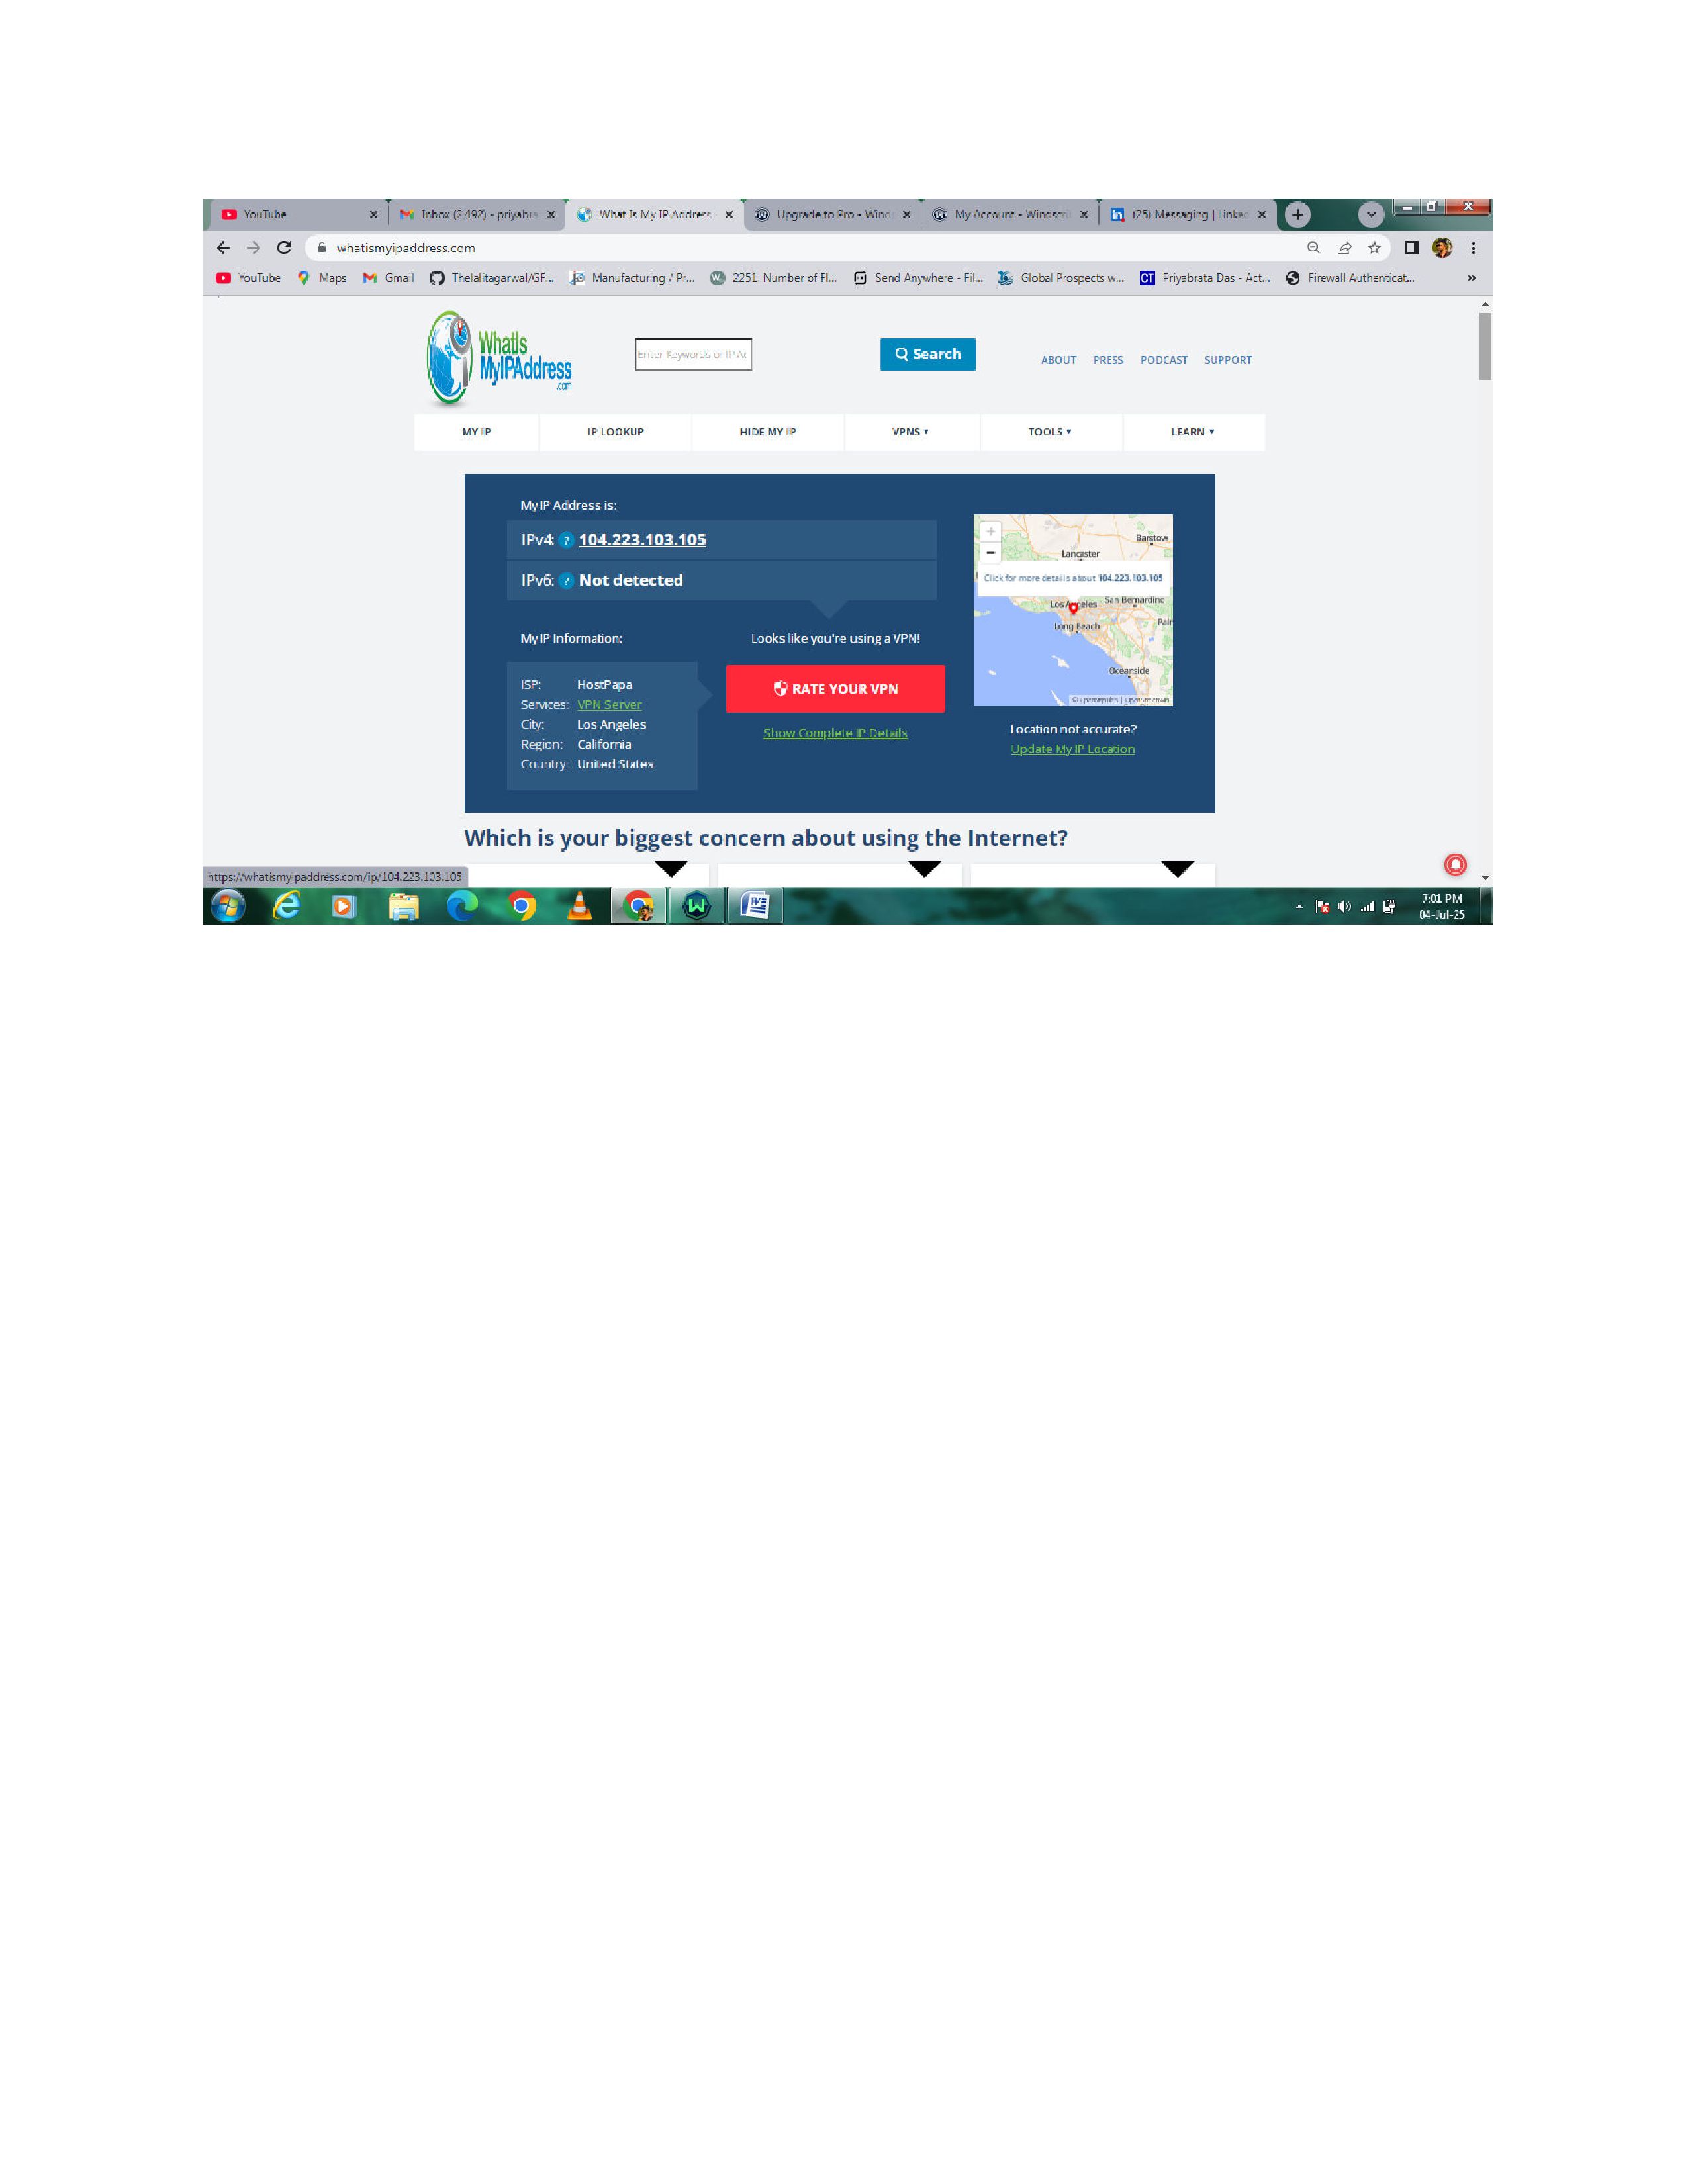 YouTube
Inbox (2,492) - priyabra
What Is My IP Address
Upgrade to Pro - Wind
My Account - Windscri
(25) Messaging | Linked
whatismyipaddress.com
YouTube Maps Gmail Thelalitagarwal/GF... Manufacturing / Pr... 2251. Number of Fl... Send Anywhere - Fil... Global Prospects w... Priyabrata Das - Act... Firewall Authenticat... »
WhatIs
MyIPAddress
.com
Enter Keywords or IP A
Search
ABOUT PRESS PODCAST SUPPORT
MY IP IP LOOKUP HIDE MY IP VPNS TOOLS LEARN
My IP Address is:
IPv4: ? 104.223.103.105
IPv6: ? Not detected
My IP Information:
Looks like you're using a VPN!
ISP: HostPapa
Services: VPN Server
City: Los Angeles
Region: California
Country: United States
RATE YOUR VPN
Show Complete IP Details
+
−
Barstow
Lancaster
Click for more details about 104.223.103.105
Los Angeles
San Bernardino
Long Beach
Palm
Oceanside
© OpenMapTiles | OpenStreetMap
Location not accurate?
Update My IP Location
Which is your biggest concern about using the Internet?
https://whatismyipaddress.com/ip/104.223.103.105
7:01 PM
04-Jul-25